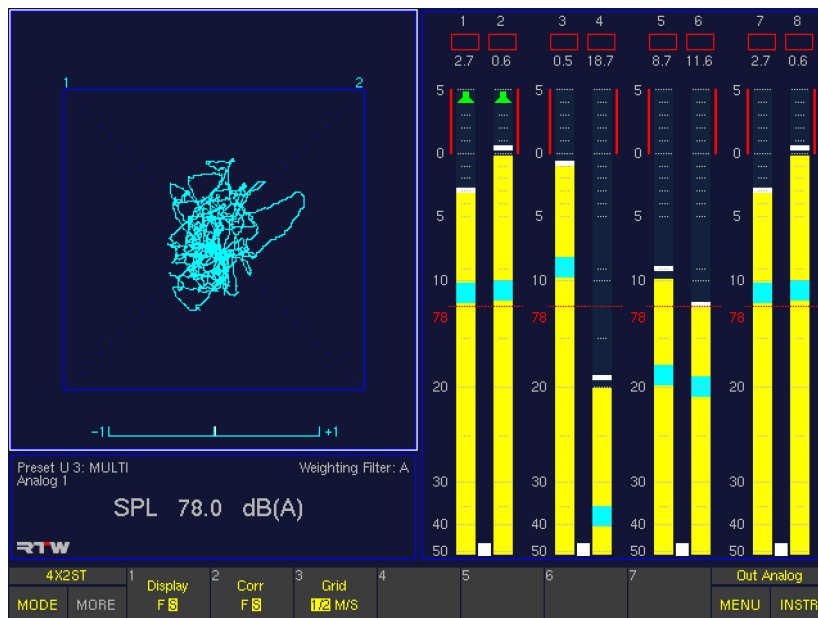 1 2 3 4 5 6 7 8
2.7 0.6 0.5 18.7 8.7 11.6 2.7 0.6
1 2
5 5 5 5
0 0 0 0
5 5 5 5
10 10 10 10
78 78 78 78
20 20 20 20
30 30 30 30
40 40 40 40
50 50 50 50
-1 +1
Preset U 3: MULTI Weighting Filter: A
Analog 1
SPL 78.0 dB(A)
RTW
4X2ST 1 Display 2 Corr 3 Grid 4 5 6 7 Out Analog
MODE MORE F S F S 1/2 M/S MENU INSTR